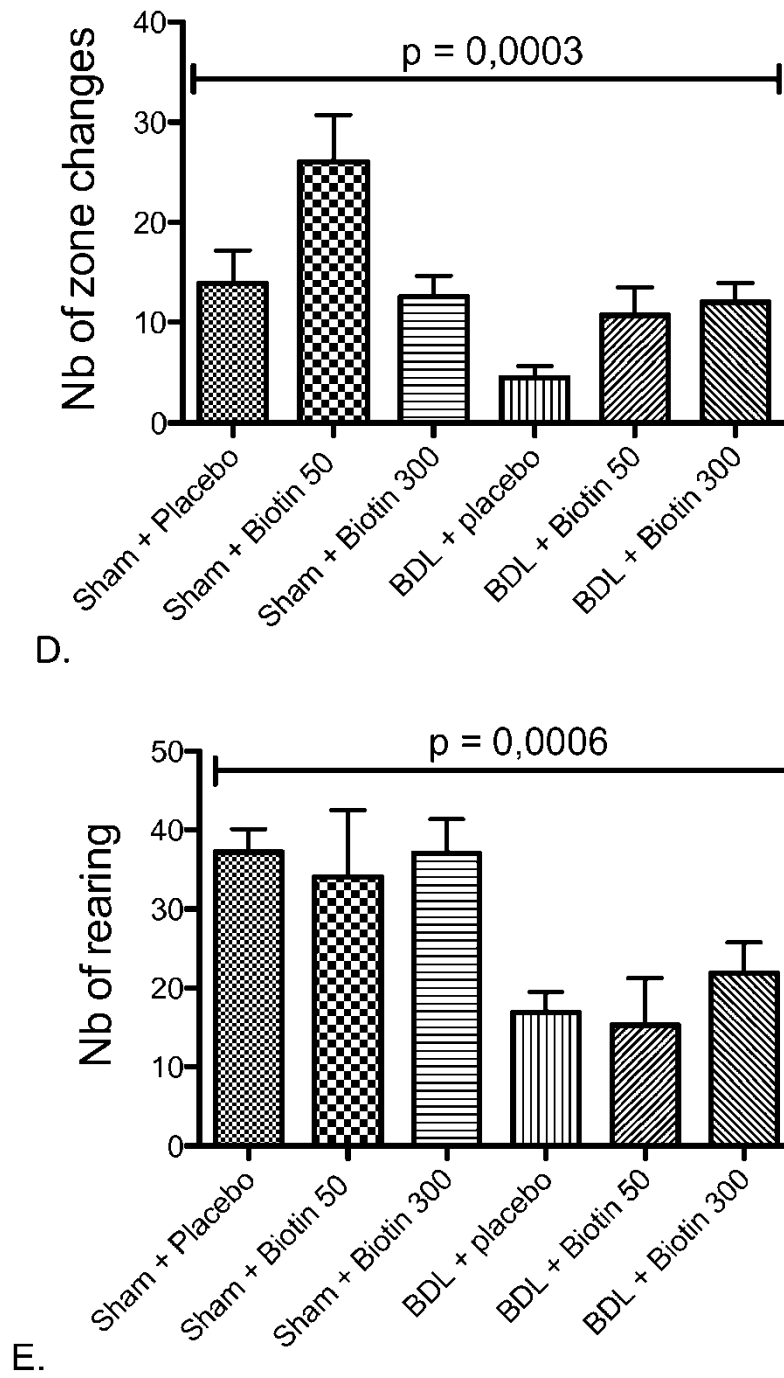 40
p = 0,0003
30
20
10
0
Nb of zone changes
Sham + Placebo
Sham + Biotin 50
Sham + Biotin 300
BDL + placebo
BDL + Biotin 50
BDL + Biotin 300
D.
50
p = 0,0006
40
30
20
10
0
Nb of rearing
Sham + Placebo
Sham + Biotin 50
Sham + Biotin 300
BDL + placebo
BDL + Biotin 50
BDL + Biotin 300
E.